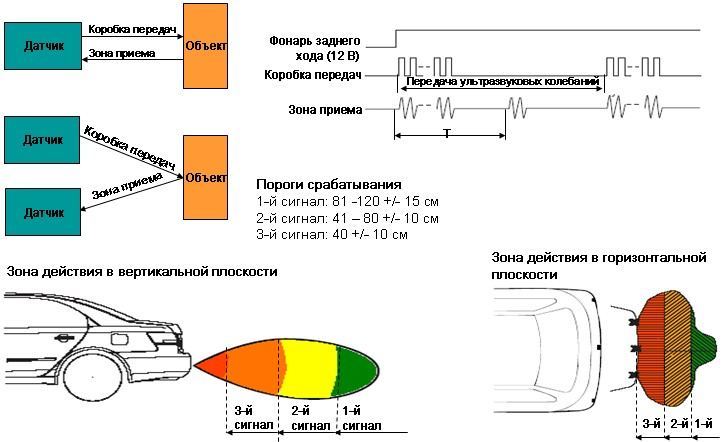 Датчик
Коробка передач
Зона приема
Объект
Датчик
Датчик
Коробка передач
Зона приема
Объект
Фонарь заднего
хода (12 В)
Коробка передач
Передача ультразвуковых колебаний
Зона приема
T
Пороги срабатывания
1-й сигнал: 81 -120 +/- 15 см
2-й сигнал: 41 – 80 +/- 10 см
3-й сигнал: 40 +/- 10 см
Зона действия в вертикальной плоскости
3-й
сигнал
2-й
сигнал
1-й
сигнал
Зона действия в горизонтальной
плоскости
3-й
2-й
1-й